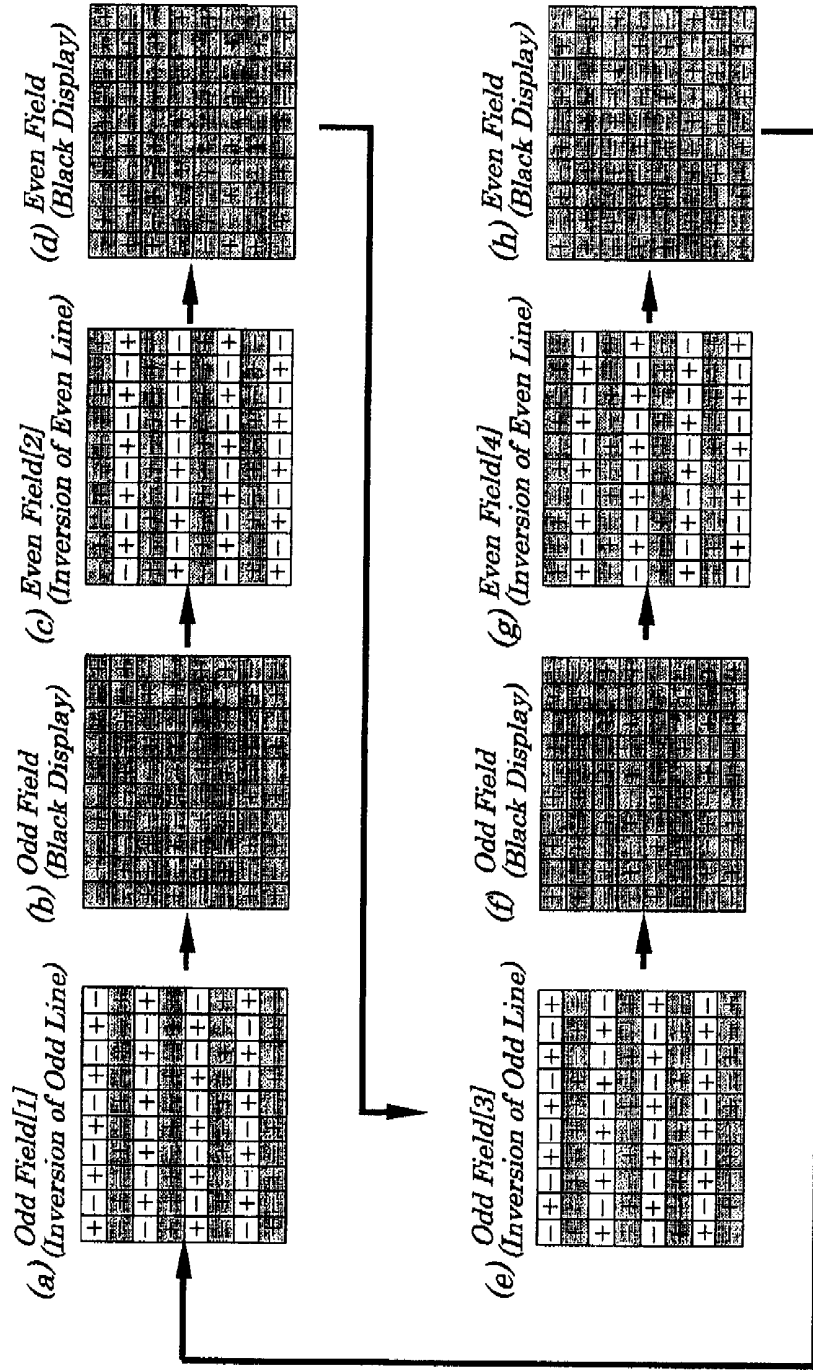 (a) Odd Field[1]
(Inversion of Odd Line)
(b) Odd Field
(Black Display)
(c) Even Field[2]
(Inversion of Even Line)
(d) Even Field
(Black Display)
(e) Odd Field[3]
(Inversion of Odd Line)
(f) Odd Field
(Black Display)
(g) Even Field[4]
(Inversion of Even Line)
(h) Even Field
(Black Display)